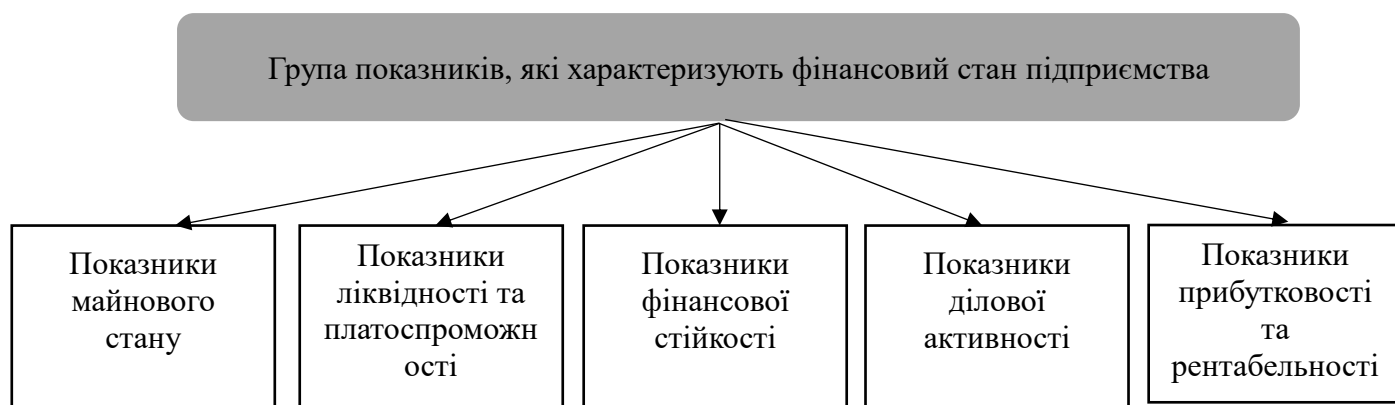 Група показників, які характеризують фінансовий стан підприємства
Показники
майнового
стану
Показники
ліквідності та
платоспроможн
ості
Показники
фінансової
стійкості
Показники
ділової
активності
Показники
прибутковості
та
рентабельності